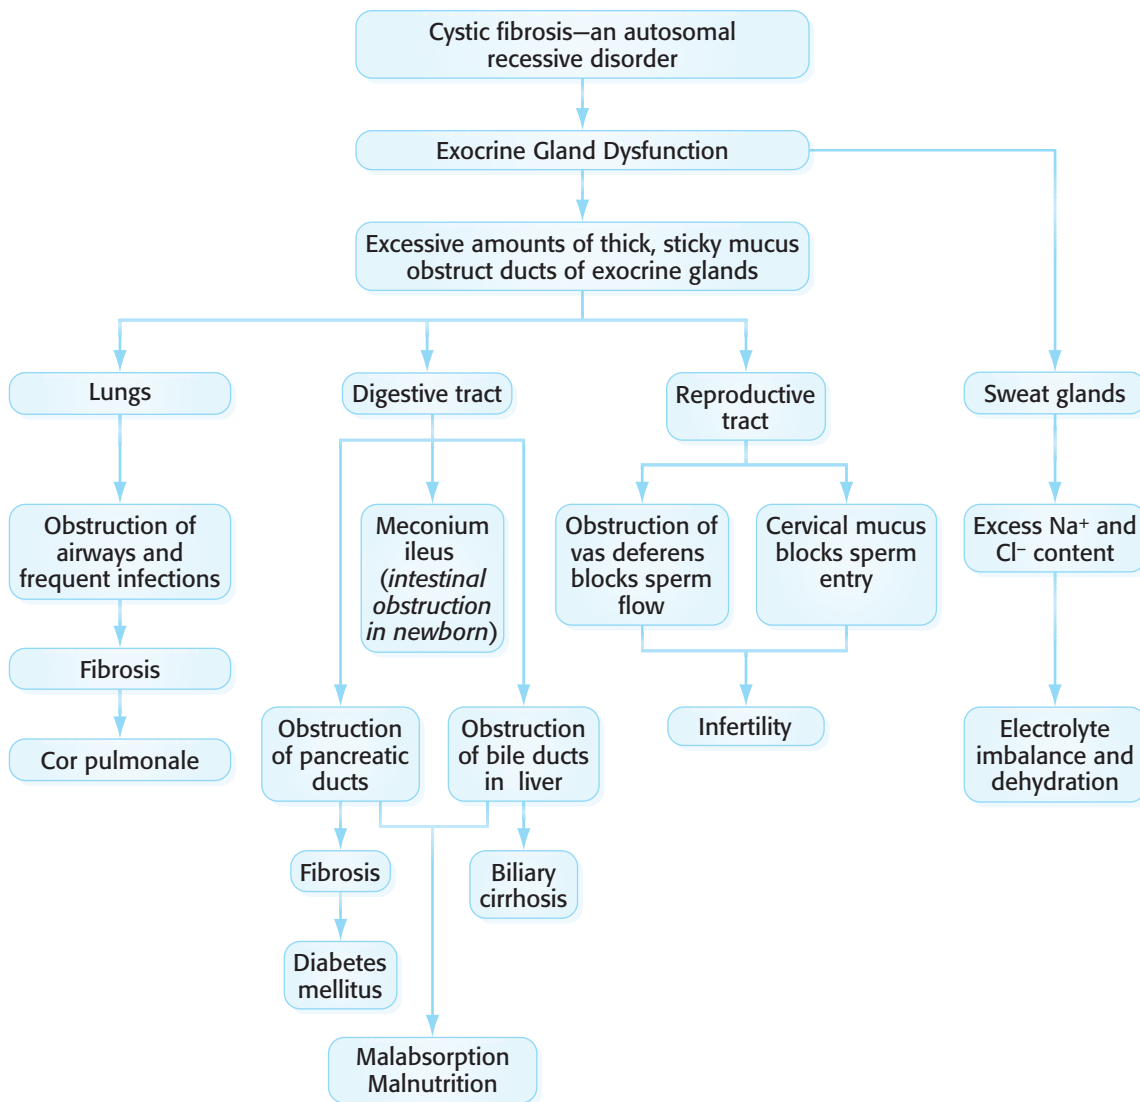 Cystic fibrosis—an autosomal
recessive disorder
Exocrine Gland Dysfunction
Excessive amounts of thick, sticky mucus
obstruct ducts of exocrine glands
Lungs
Digestive tract
Reproductive
tract
Sweat glands
Obstruction of
airways and
frequent infections
Meconium
ileus
(intestinal
obstruction
in newborn)
Obstruction of
vas deferens
blocks sperm
flow
Cervical mucus
blocks sperm
entry
Excess Na⁺ and
Cl⁻ content
Fibrosis
Cor pulmonale
Obstruction
of pancreatic
ducts
Obstruction
of bile ducts
in liver
Infertility
Electrolyte
imbalance and
dehydration
Fibrosis
Biliary
cirrhosis
Diabetes
mellitus
Malabsorption
Malnutrition